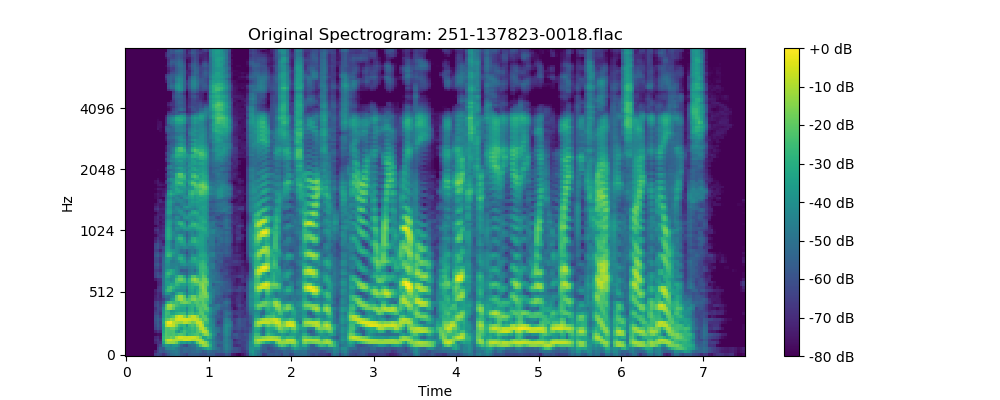 Original Spectrogram: 251-137823-0018.flac
Hz
4096
2048
1024
512
0
0 1 2 3 4 5 6 7
Time
+0 dB
-10 dB
-20 dB
-30 dB
-40 dB
-50 dB
-60 dB
-70 dB
-80 dB